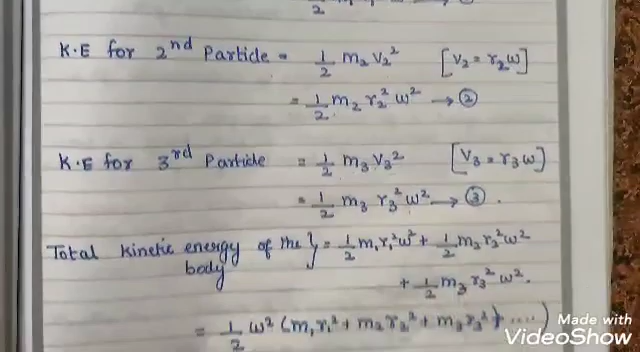 K.E for 2nd Particle = 1/2 m2 v2² [v2 = r2ω]
= 1/2 m2 r2² ω² → ②
K.E for 3rd Particle = 1/2 m3 v3² [v3 = r3ω]
= 1/2 m3 r3² ω² → ③.
Total kinetic energy of the body } = 1/2 m1 r1² ω² + 1/2 m2 r2² ω²
+ 1/2 m3 r3² ω².
= 1/2 ω² (m1 r1² + m2 r2² + m3 r3² + ....)
Made with
VideoShow